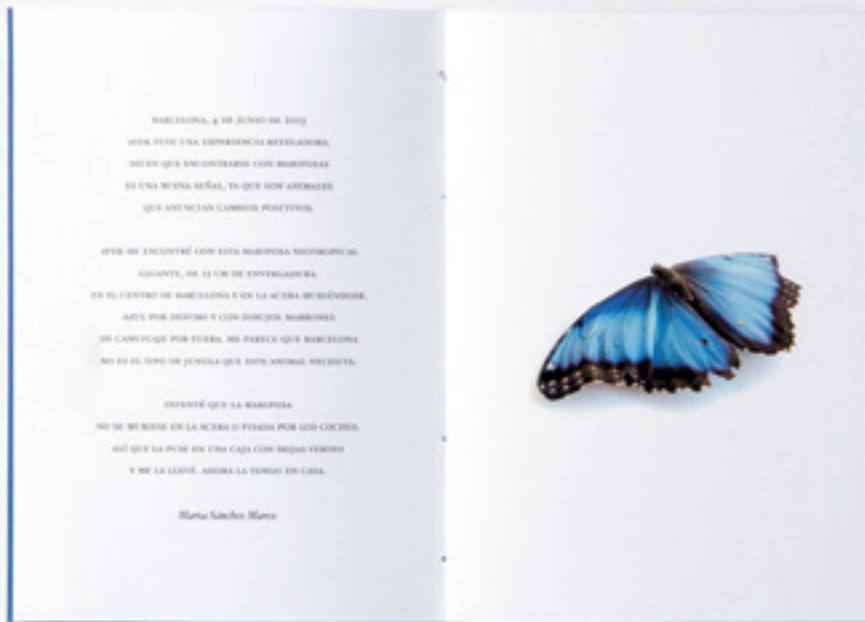 BARCELONA, 4 DE JUNIO DE 2013
AYER TUVE UNA EXPERIENCIA REVELADORA.
DICEN QUE ENCONTRARSE CON MARIPOSAS
ES UNA BUENA SEÑAL, YA QUE SON ANIMALES
QUE ANUNCIAN CAMBIOS POSITIVOS.
AYER ME ENCONTRÉ CON ESTA MARIPOSA NEOTROPICAL
GIGANTE, DE 12 CM DE ENVERGADURA
EN EL CENTRO DE BARCELONA Y EN LA ACERA MURIÉNDOSE.
AZUL POR DENTRO Y CON DIBUJOS MARRONES
DE CAMUFLAJE POR FUERA. ME PARECE QUE BARCELONA
NO ES EL TIPO DE JUNGLA QUE ESTE ANIMAL NECESITA.
INTENTÉ QUE LA MARIPOSA
NO SE MURIESE EN LA ACERA O PISADA POR LOS COCHES.
ASÍ QUE LA PUSE EN UNA CAJA CON HOJAS VERDES
Y ME LA LLEVÉ. AHORA LA TENGO EN CASA.
Marta Sánchez Marco